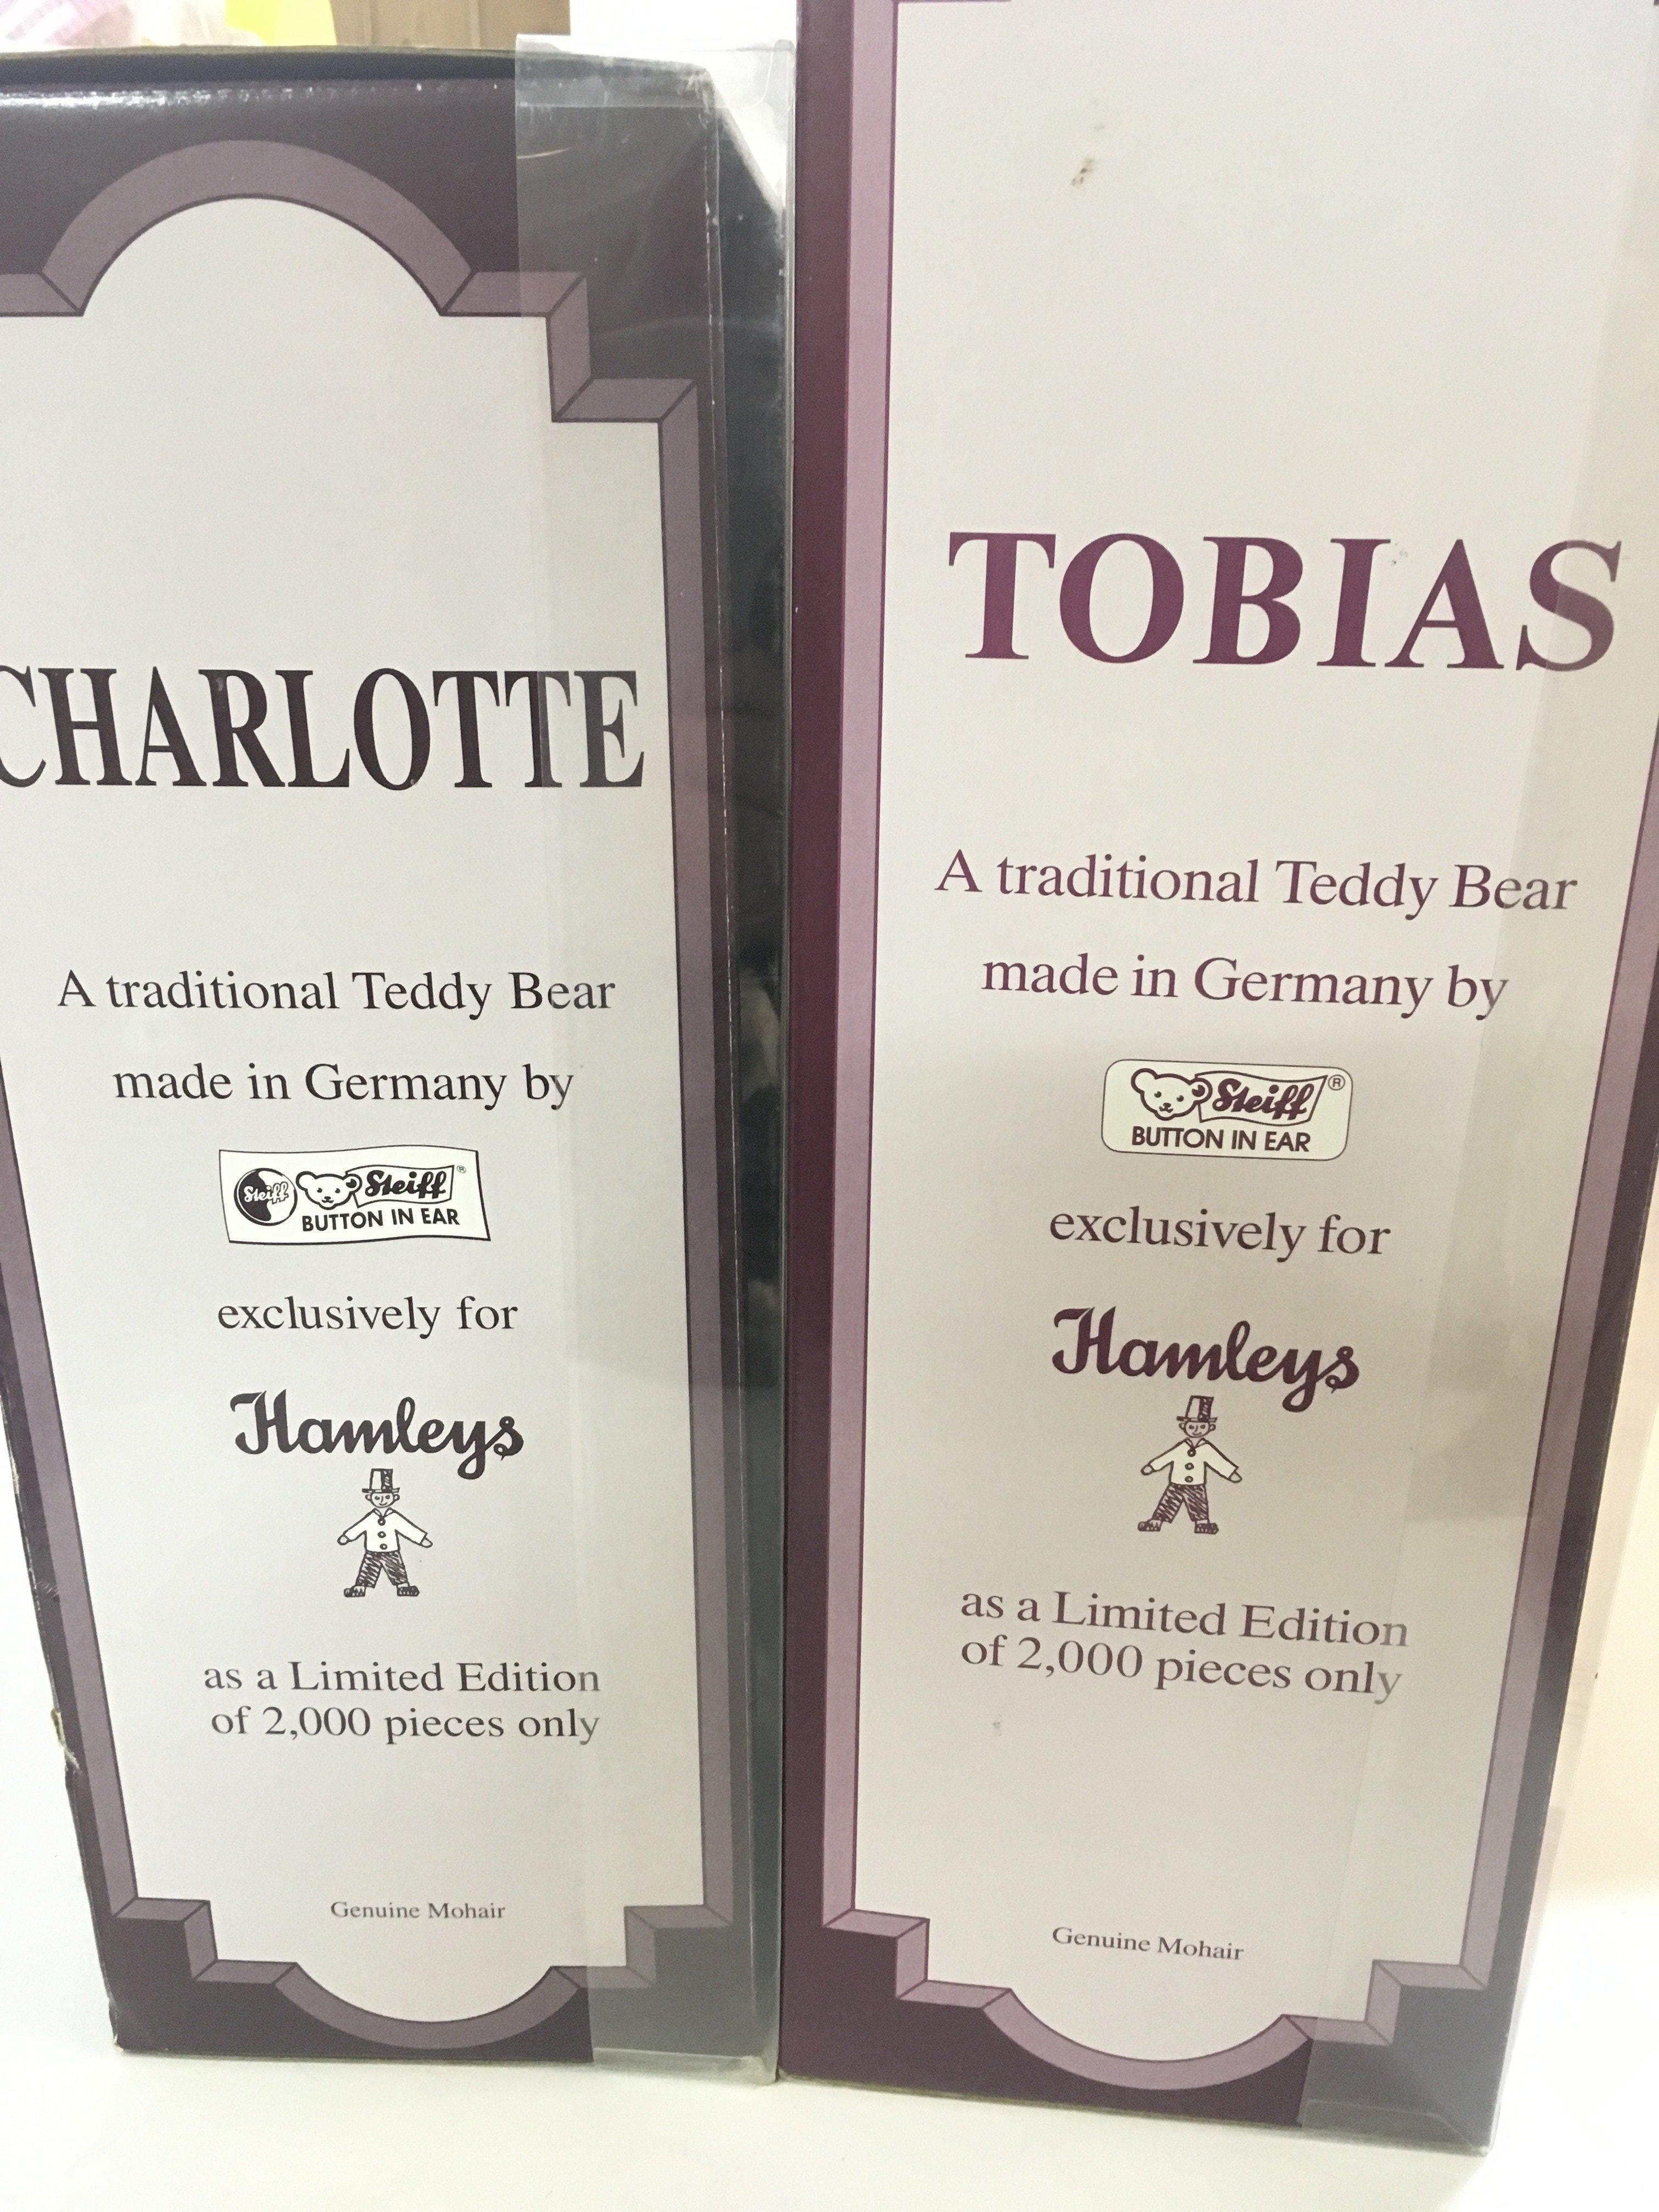 CHARLOTTE
A traditional Teddy Bear
made in Germany by
Steiff Steiff®
BUTTON IN EAR
exclusively for
Hamleys
as a Limited Edition
of 2,000 pieces only
Genuine Mohair
TOBIAS
A traditional Teddy Bear
made in Germany by
Steiff®
BUTTON IN EAR
exclusively for
Hamleys
as a Limited Edition
of 2,000 pieces only
Genuine Mohair